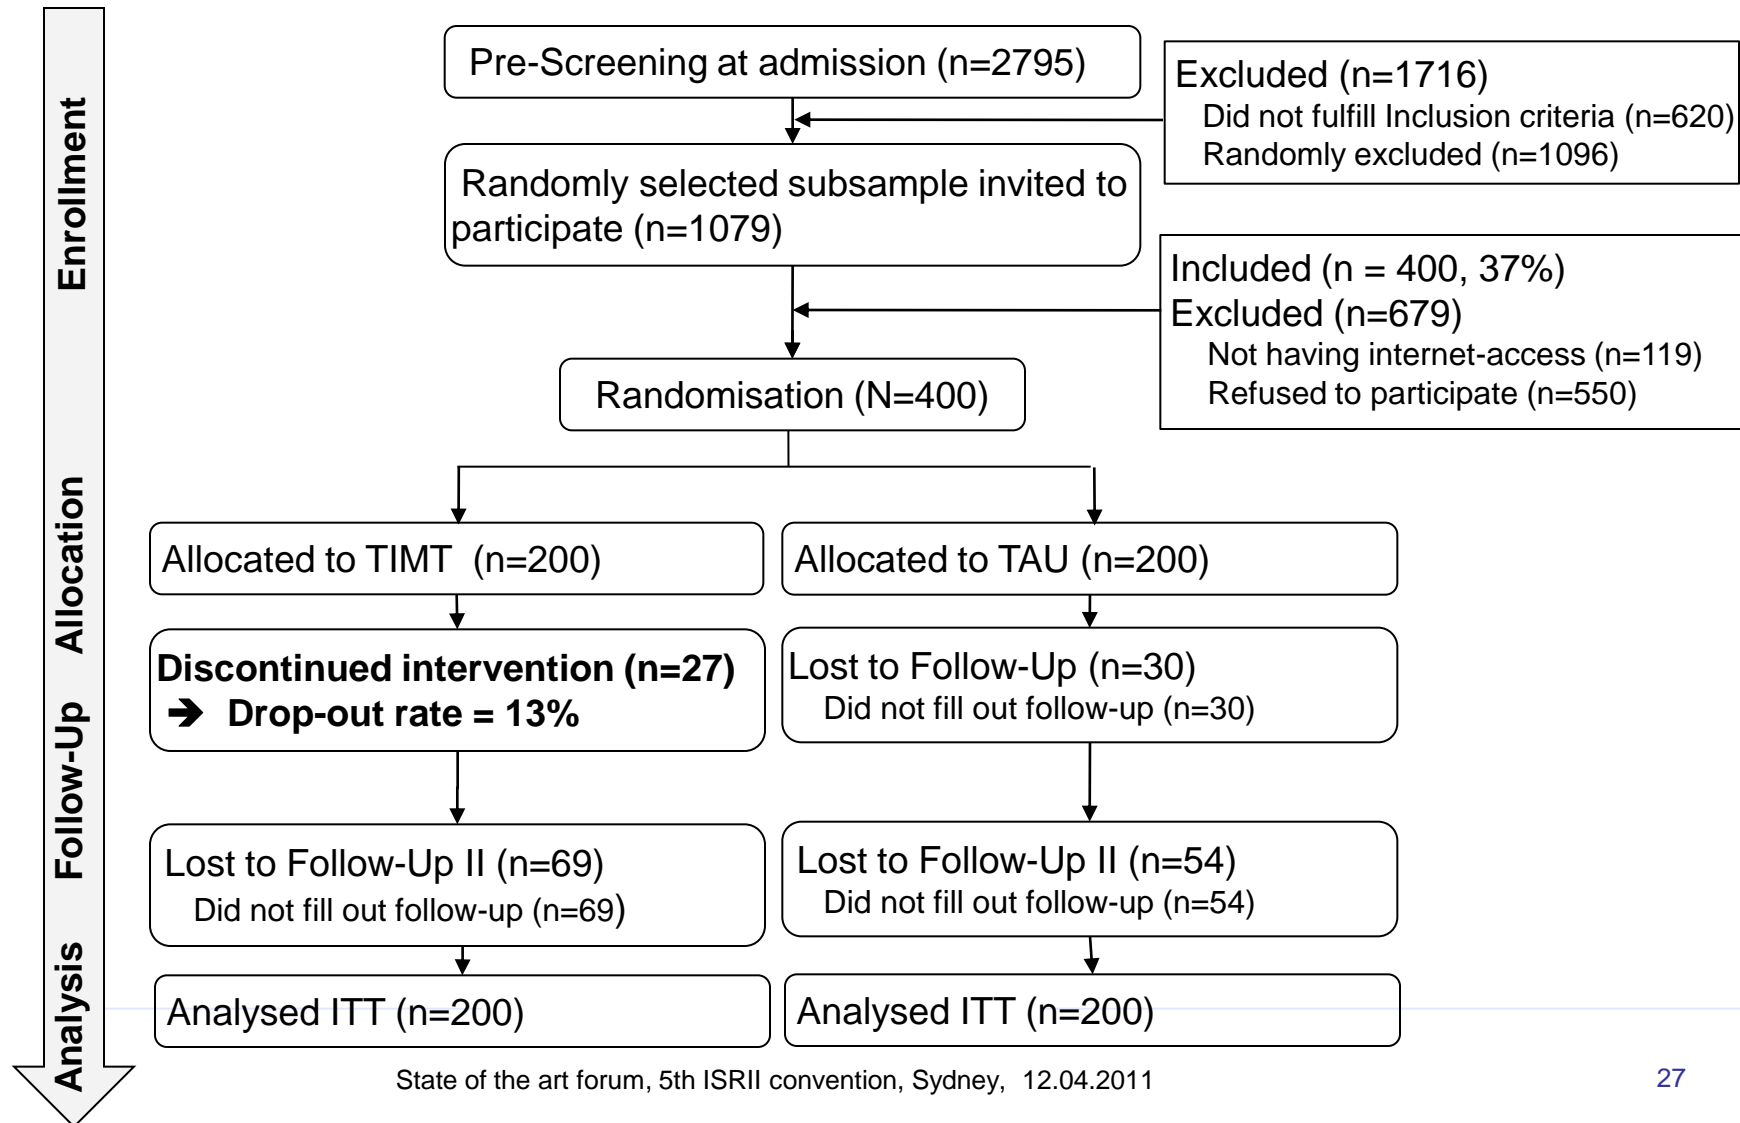 Enrollment
Allocation
Follow-Up
Analysis
Pre-Screening at admission (n=2795)
Excluded (n=1716)
Did not fulfill Inclusion criteria (n=620)
Randomly excluded (n=1096)
Randomly selected subsample invited to
participate (n=1079)
Included (n = 400, 37%)
Excluded (n=679)
Not having internet-access (n=119)
Refused to participate (n=550)
Randomisation (N=400)
Allocated to TIMT (n=200)
Allocated to TAU (n=200)
Discontinued intervention (n=27)
➔ Drop-out rate = 13%
Lost to Follow-Up (n=30)
Did not fill out follow-up (n=30)
Lost to Follow-Up II (n=69)
Did not fill out follow-up (n=69)
Lost to Follow-Up II (n=54)
Did not fill out follow-up (n=54)
Analysed ITT (n=200)
Analysed ITT (n=200)
State of the art forum, 5th ISRII convention, Sydney, 12.04.2011
27